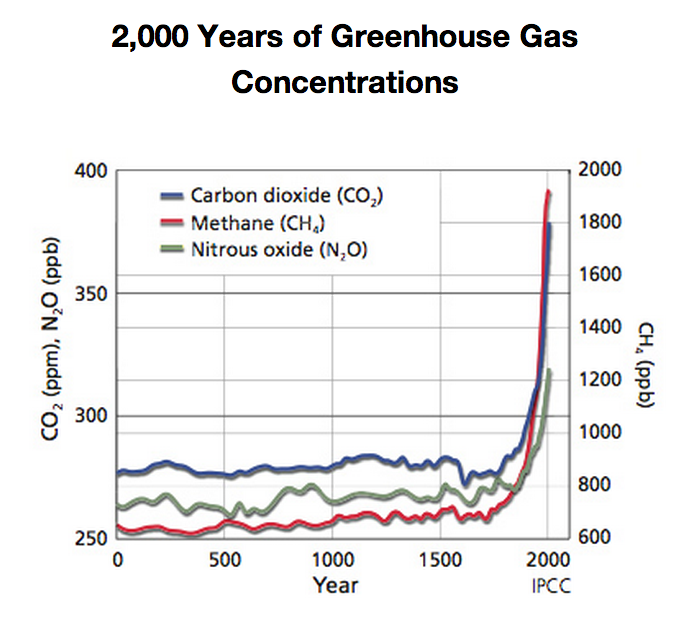 2,000 Years of Greenhouse Gas
Concentrations
400
350
300
250
CO₂ (ppm), N₂O (ppb)
Carbon dioxide (CO₂)
Methane (CH₄)
Nitrous oxide (N₂O)
2000
1800
1600
1400
1200
1000
800
600
CH₄ (ppb)
0 500 1000 1500 2000
Year
IPCC